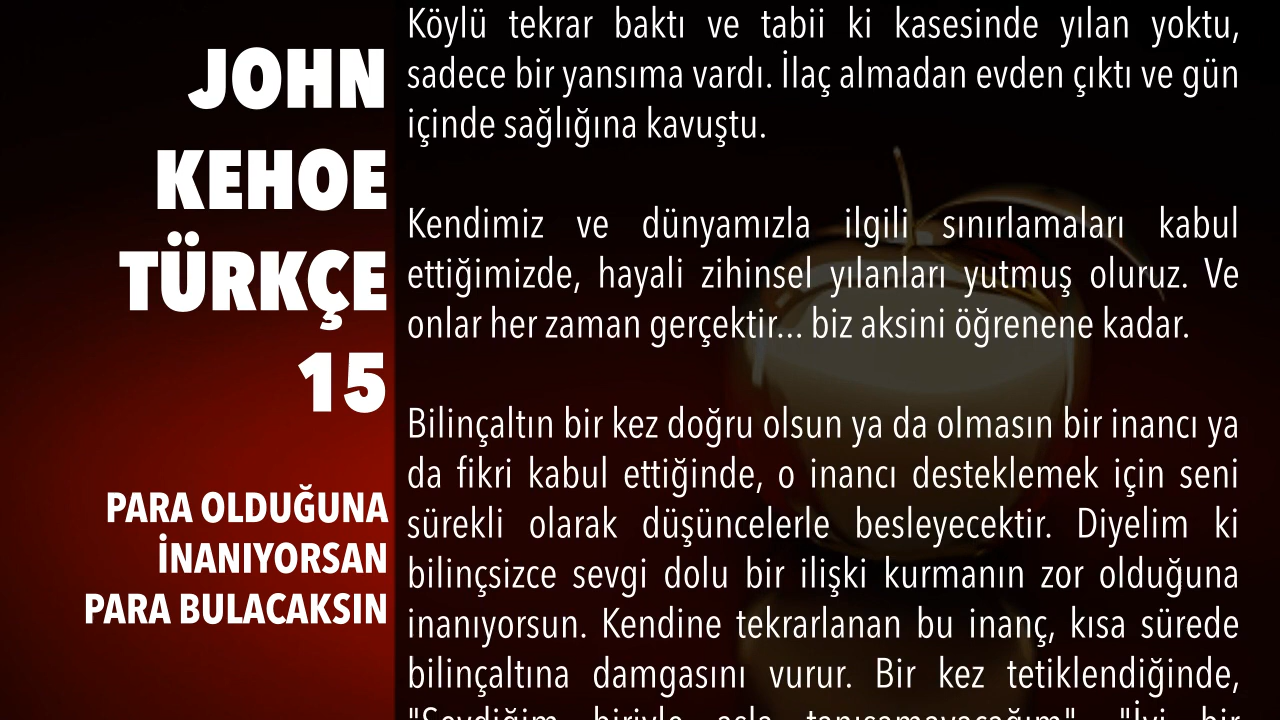 JOHN
KEHOE
TÜRKÇE
15
PARA OLDUĞUNA
İNANIYORSAN
PARA BULACAKSIN
Köylü tekrar baktı ve tabii ki kasesinde yılan yoktu,
sadece bir yansıma vardı. İlaç almadan evden çıktı ve gün
içinde sağlığına kavuştu.
Kendimiz ve dünyamızla ilgili sınırlamaları kabul
ettiğimizde, hayali zihinsel yılanları yutmuş oluruz. Ve
onlar her zaman gerçektir... biz aksini öğrenene kadar.
Bilinçaltın bir kez doğru olsun ya da olmasın bir inancı ya
da fikri kabul ettiğinde, o inancı desteklemek için seni
sürekli olarak düşüncelerle besleyecektir. Diyelim ki
bilinçsizce sevgi dolu bir ilişki kurmanın zor olduğuna
inanıyorsun. Kendine tekrarlanan bu inanç, kısa sürede
bilinçaltına damgasını vurur. Bir kez tetiklendiğinde,